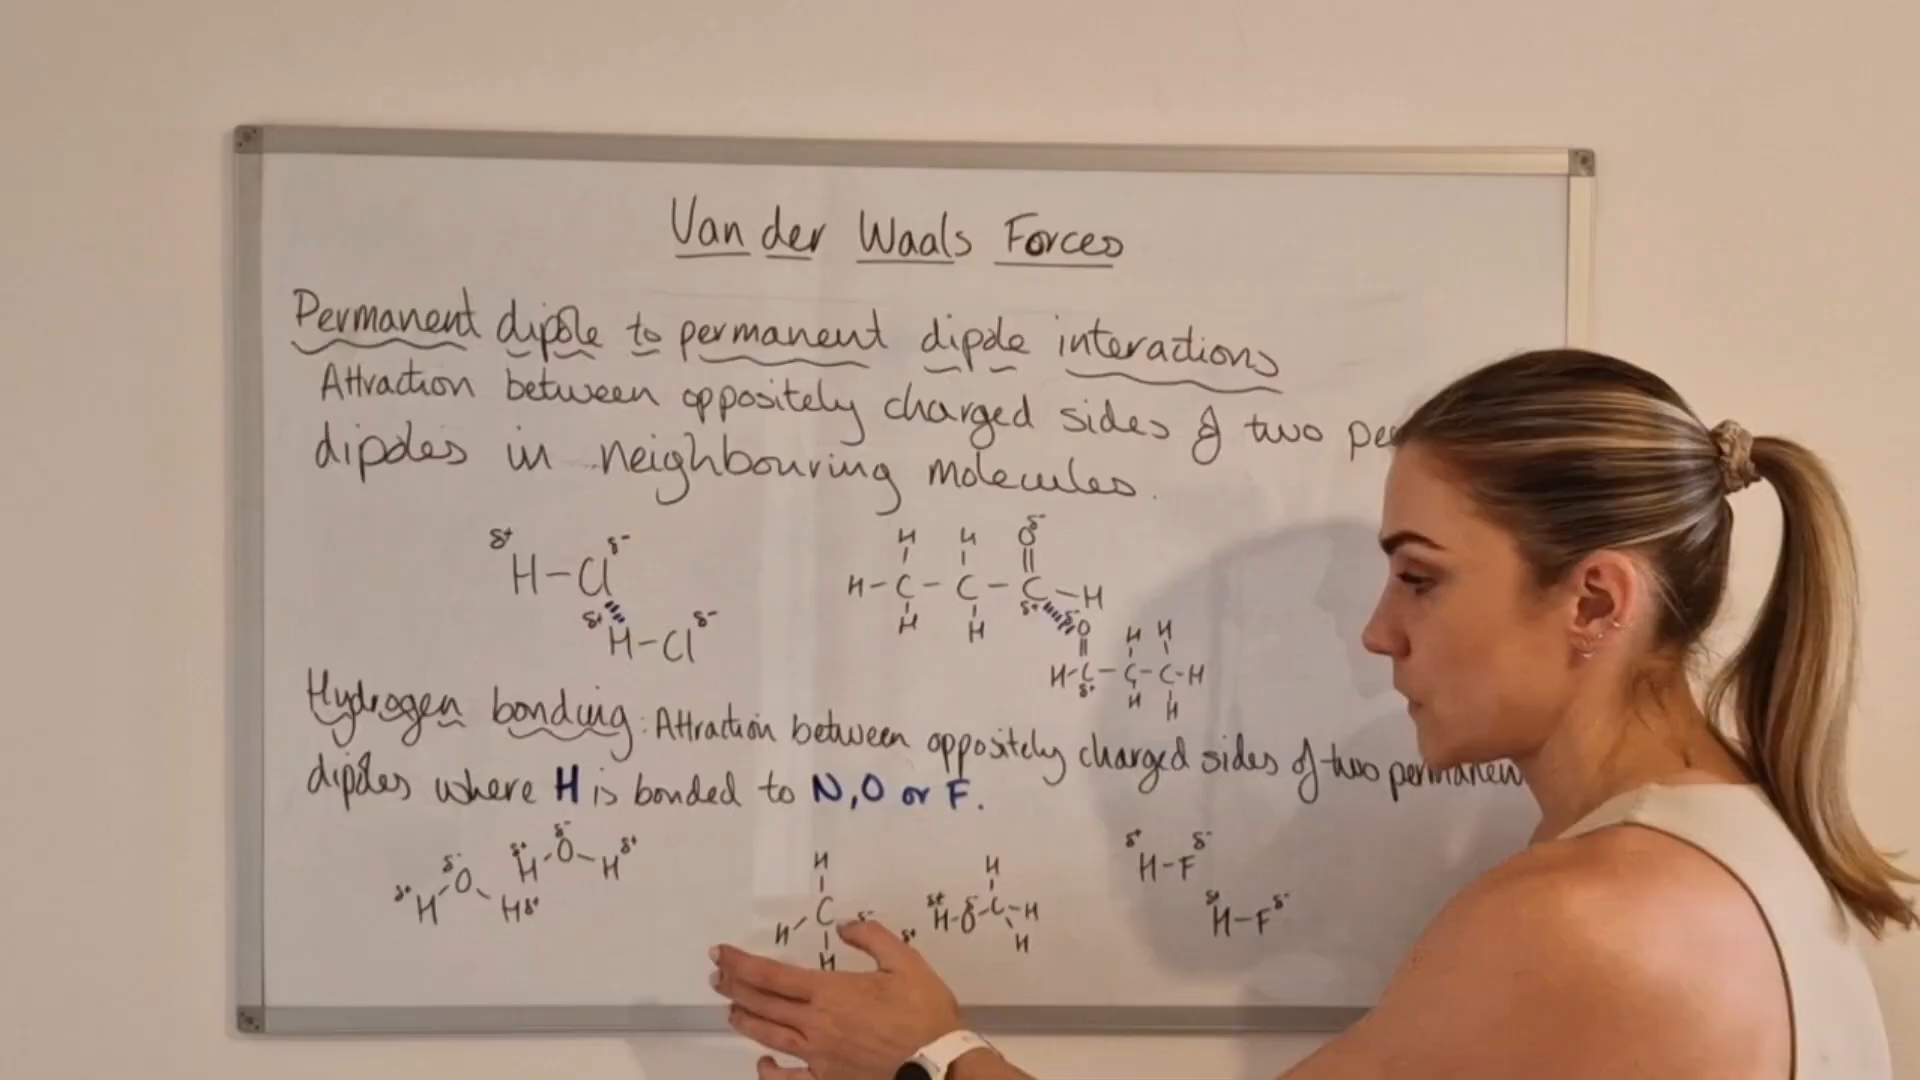 Van der Waals Forces
Permanent dipole to permanent dipole interactions
Attraction between oppositely charged sides of two
dipoles in neighbouring molecules.
δ+ H-Cl δ-
δ+ H-Cl δ-
H H O δ-
H-C-C-C-H
H H δ+ δ-
O H H
H-C-C-C-H
δ+ H H
Hydrogen bonding: Attraction between oppositely charged sides of two permanen
dipoles where H is bonded to N, O or F.
δ- δ+ H-O-H δ+
δ- O
δ+ H H δ+
H
H C δ-
H
δ+
H
δ+ H-O-C-H
δ- H
δ+ H-F δ-
δ+ H-F δ-